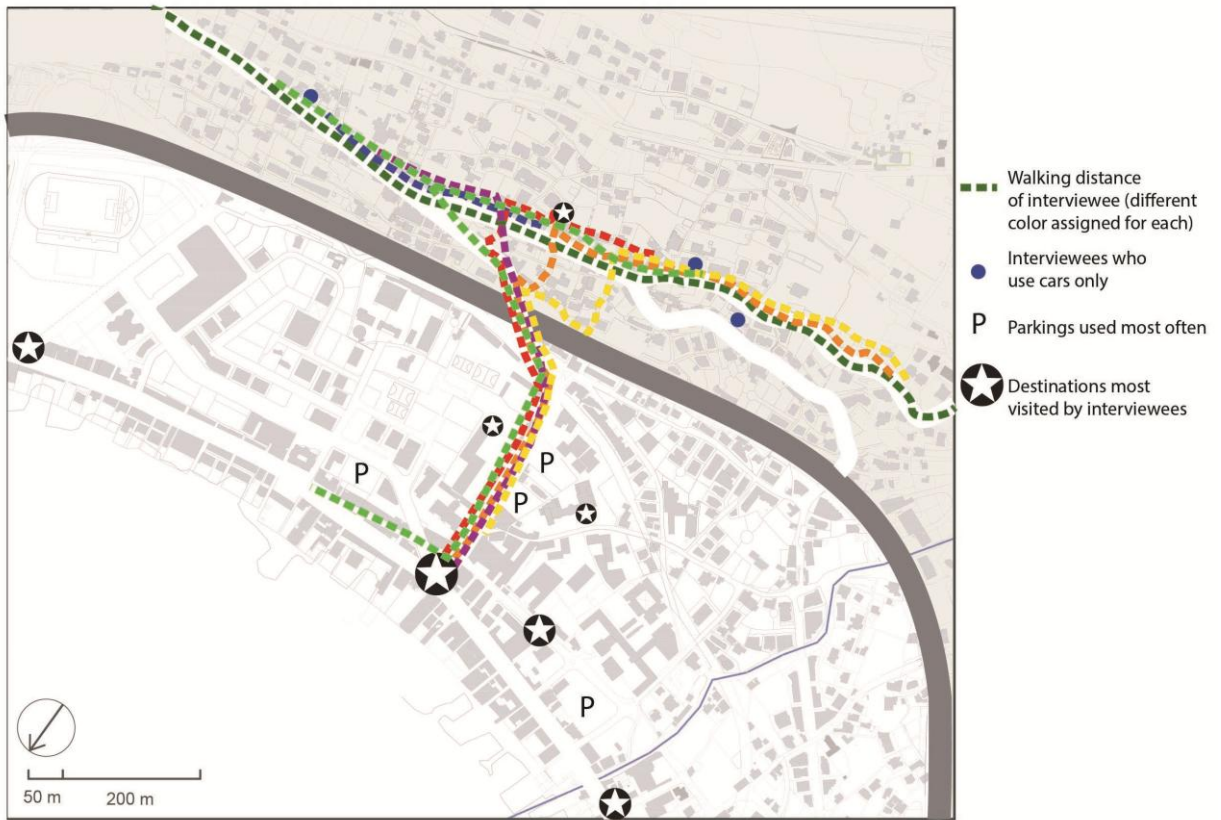 Walking distance
of interviewee (different
color assigned for each)
Interviewees who
use cars only
P Parkings used most often
Destinations most
visited by interviewees
P
P
P
P
50 m 200 m